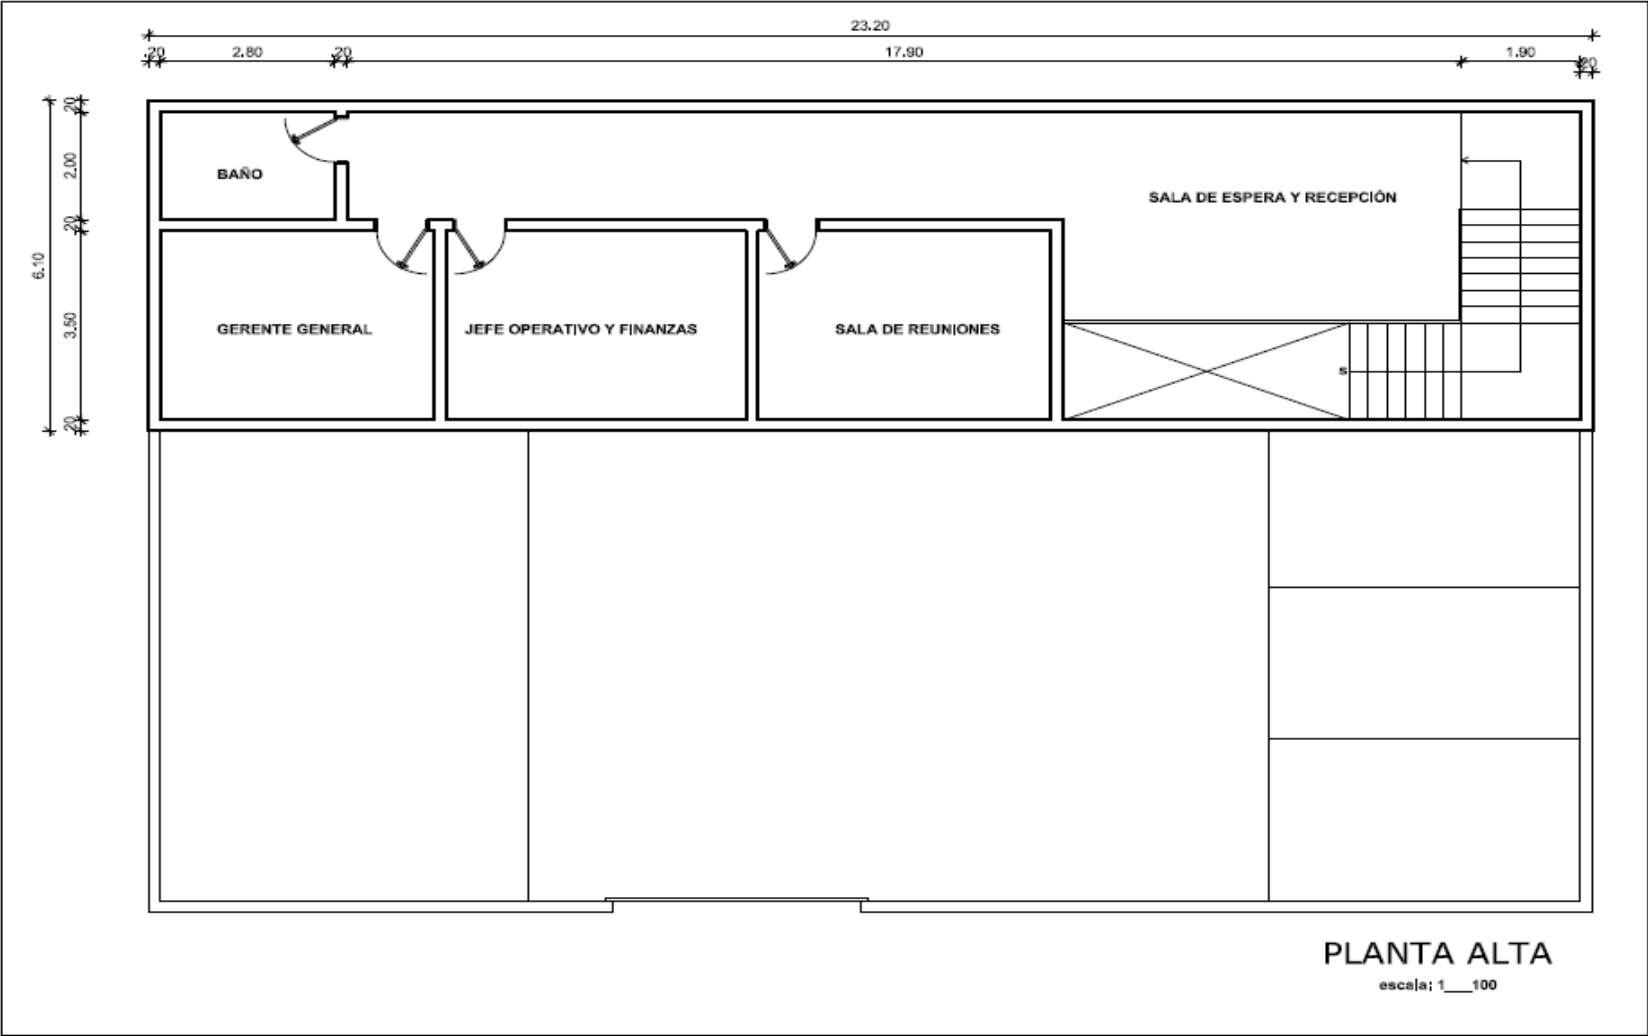 23.20
.20 2.80 .20 17.90 1.90 .20
.20
2.00
.20
6.10
3.50
.20
BAÑO
SALA DE ESPERA Y RECEPCIÓN
GERENTE GENERAL
JEFE OPERATIVO Y FINANZAS
SALA DE REUNIONES
S
PLANTA ALTA
escala: 1___100